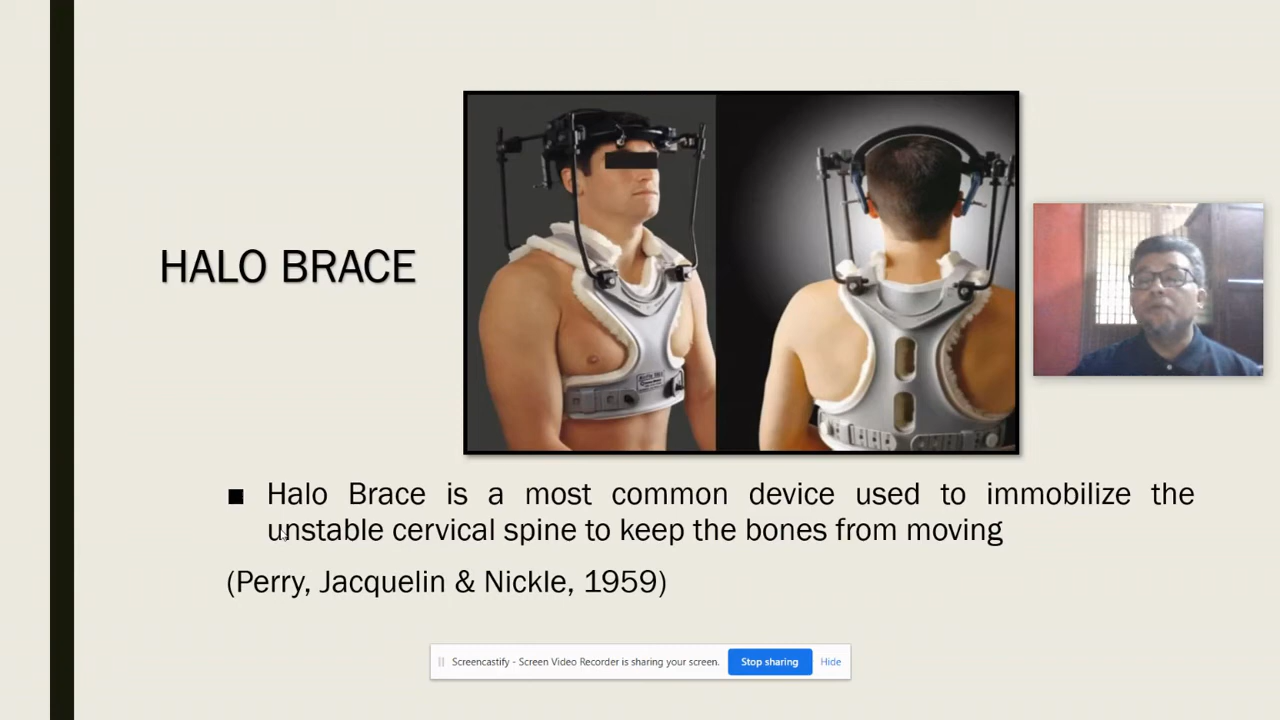 HALO BRACE
■ Halo Brace is a most common device used to immobilize the
unstable cervical spine to keep the bones from moving
(Perry, Jacquelin & Nickle, 1959)
Screencastify - Screen Video Recorder is sharing your screen. Stop sharing Hide